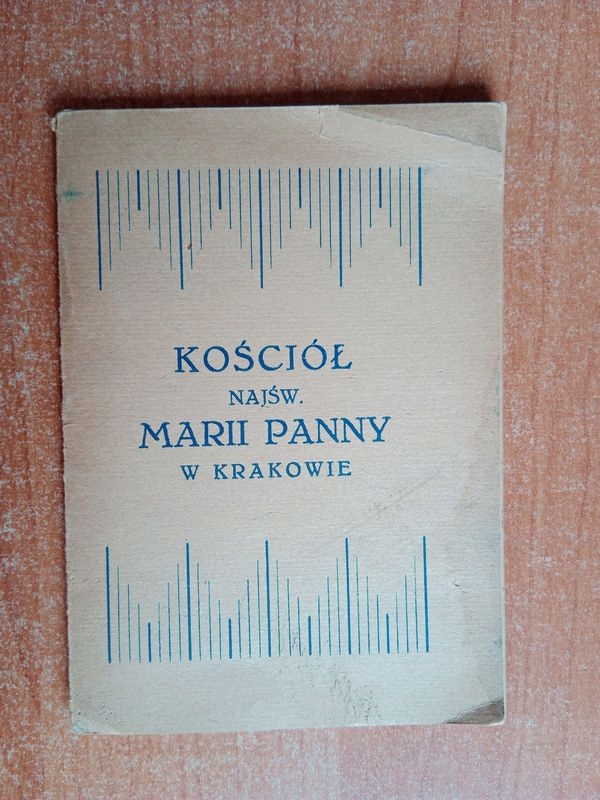 KOŚCIÓŁ
NAJŚW.
MARII PANNY
W KRAKOWIE